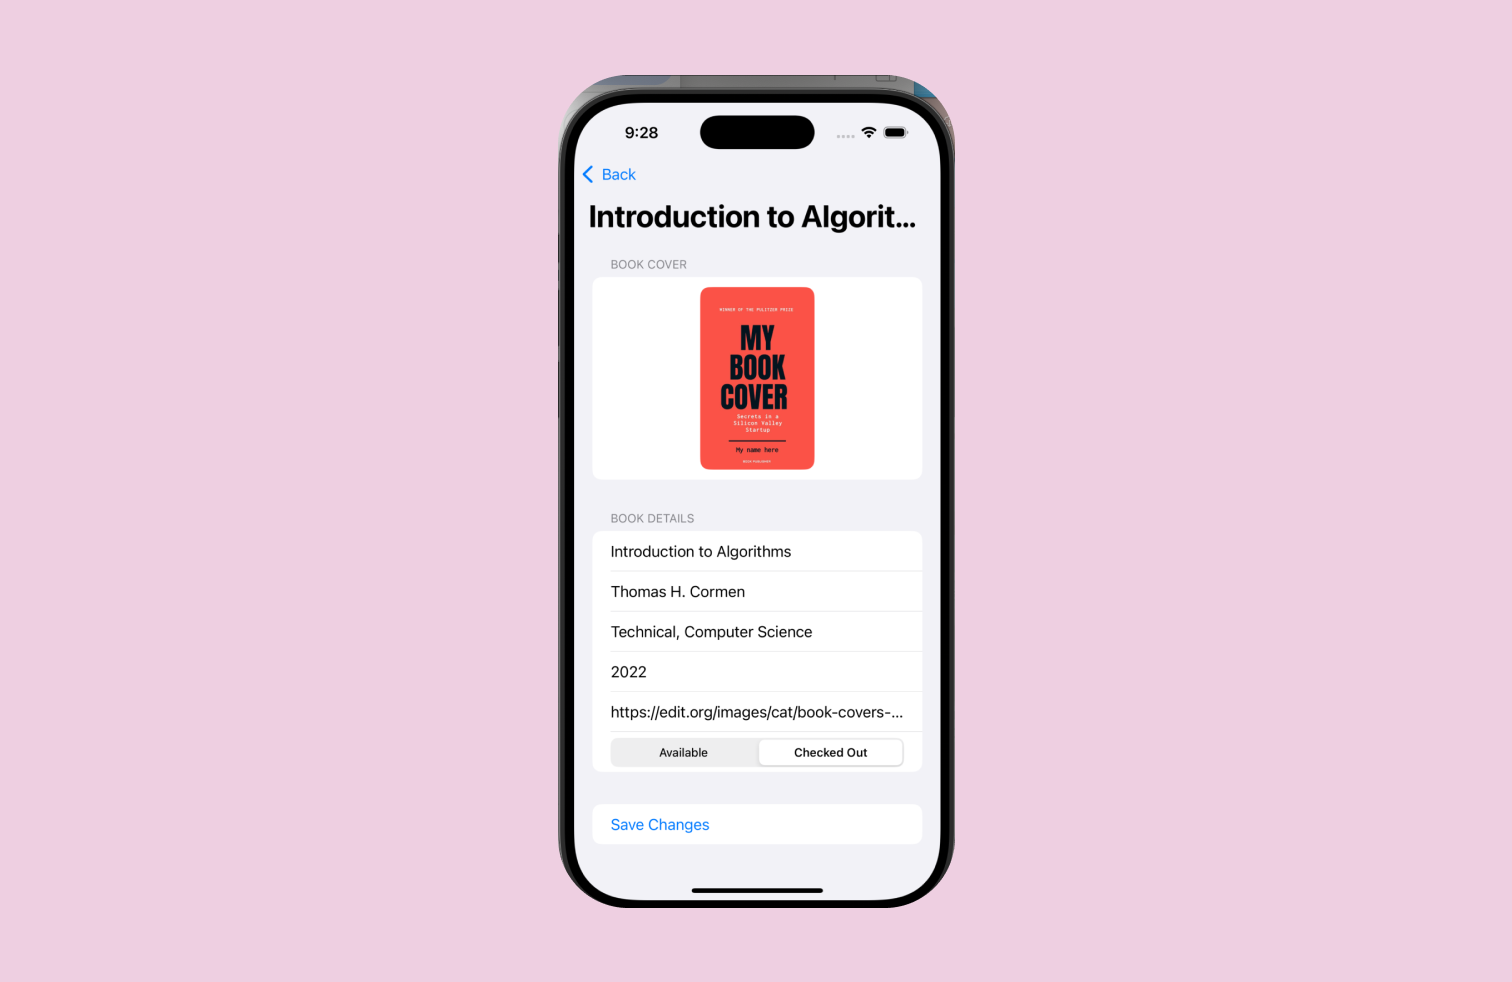 9:28
Back
Introduction to Algorit...
BOOK COVER
WINNER OF THE PULITZER PRIZE
MY
BOOK
COVER
Secrets in a
Silicon Valley
Startup
My name here
BOOK DETAILS
Introduction to Algorithms
Thomas H. Cormen
Technical, Computer Science
2022
https://edit.org/images/cat/book-covers-...
Available
Checked Out
Save Changes